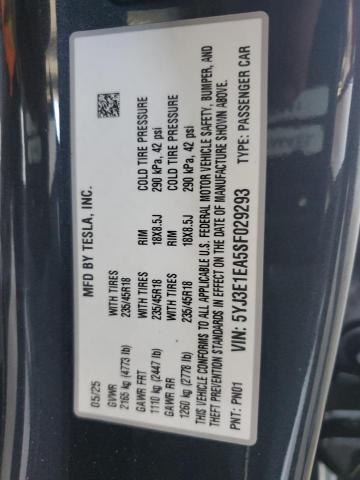 MFD BY TESLA, INC.
05/25
GVWR WITH TIRES RIM COLD TIRE PRESSURE
2165 kg (4773 lb) 235/45R18 18X8.5J 290 kPa, 42 psi
GAWR FRT WITH TIRES RIM COLD TIRE PRESSURE
1110 kg (2447 lb) 235/45R18 18X8.5J 290 kPa, 42 psi
GAWR RR
1260 kg (2778 lb)
THIS VEHICLE CONFORMS TO ALL APPLICABLE U.S. FEDERAL MOTOR VEHICLE SAFETY, BUMPER, AND
THEFT PREVENTION STANDARDS IN EFFECT ON THE DATE OF MANUFACTURE SHOWN ABOVE.
VIN: 5YJ3E1EA5SF029293 TYPE: PASSENGER CAR
PNT: PN01